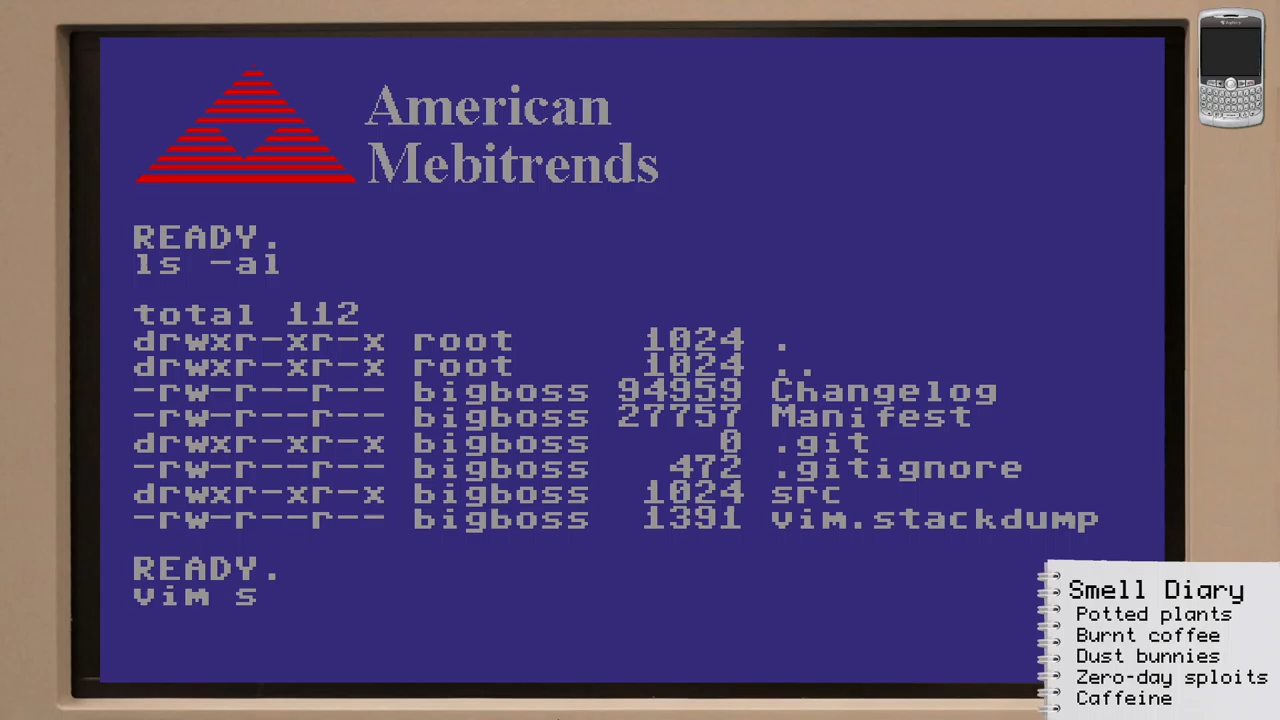 American
Mebitrends
READY.
ls -al
total 112
drwxr-xr-x root 1024 .
drwxr-xr-x root 1024 ..
-rw-r--r-- bigboss 94959 Changelog
-rw-r--r-- bigboss 27757 Manifest
drwxr-xr-x bigboss 0 .git
-rw-r--r-- bigboss 472 .gitignore
drwxr-xr-x bigboss 1024 src
-rw-r--r-- bigboss 1391 vim.stackdump
READY.
vim s
Smell Diary
Potted plants
Burnt coffee
Dust bunnies
Zero-day sploits
Caffeine